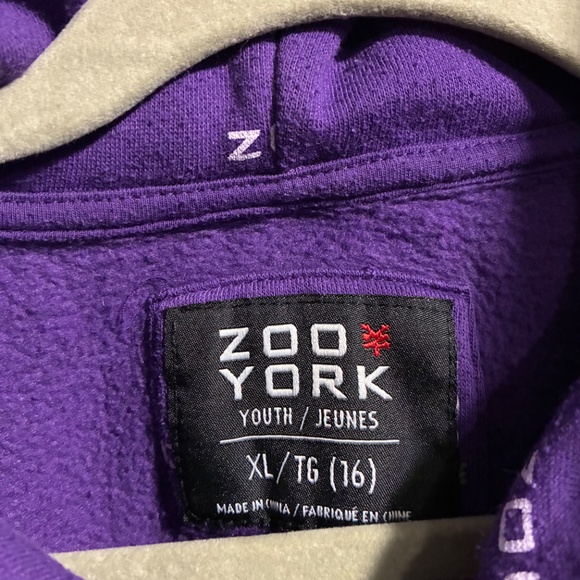 Z
ZOO
YORK
YOUTH / JEUNES
XL/TG (16)
MADE IN CHINA / FABRIQUÉ EN CHINE